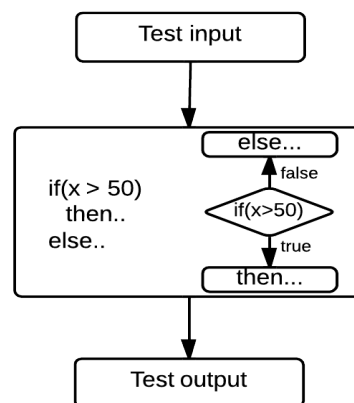 Test input
if(x > 50)
then..
else..
else...
false
if(x>50)
true
then...
Test output